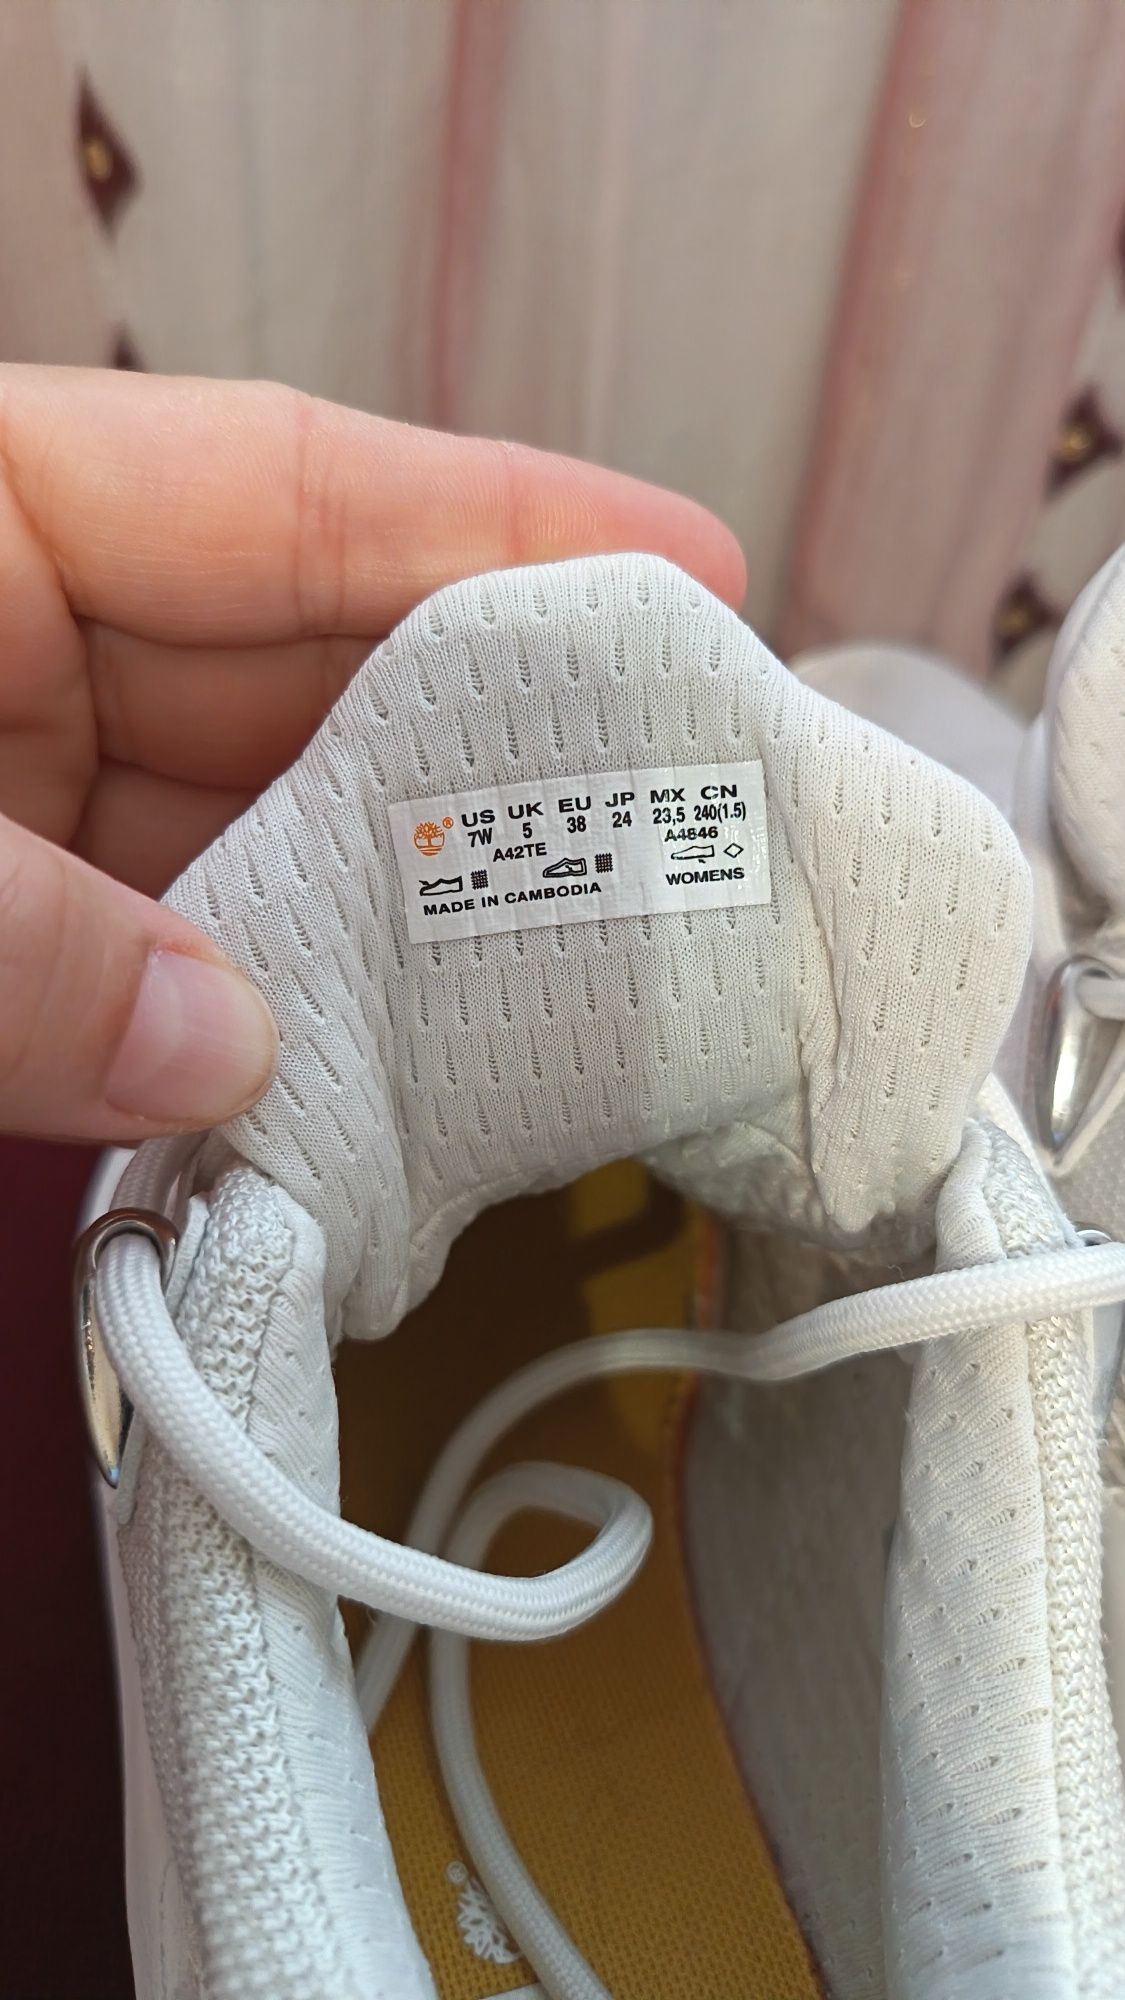 ® US UK EU JP MX CN
7W 5 38 24 23,5 240(1.5)
A42TE A4846
WOMENS
MADE IN CAMBODIA
®